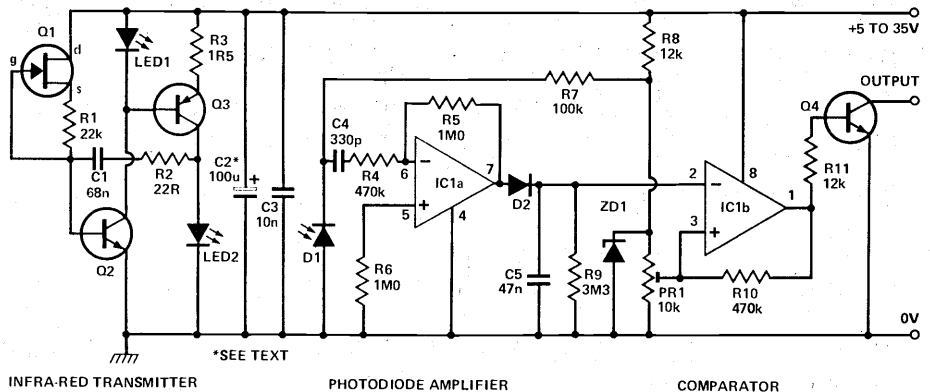 +5 TO 35V
Q1
d
g
s
R1
22k
C1
68n
R2
22R
Q2
LED1
R3
1R5
Q3
LED2
C2*
100u
+
C3
10n
*SEE TEXT
D1
C4
330p
R4
470k
R5
1M0
6
−
7
IC1a
5
+
4
R6
1M0
D2
C5
47n
R9
3M3
R7
100k
R8
12k
ZD1
PR1
10k
2
−
8
IC1b
1
3
+
R10
470k
R11
12k
Q4
OUTPUT
0V
INFRA-RED TRANSMITTER
PHOTODIODE AMPLIFIER
COMPARATOR